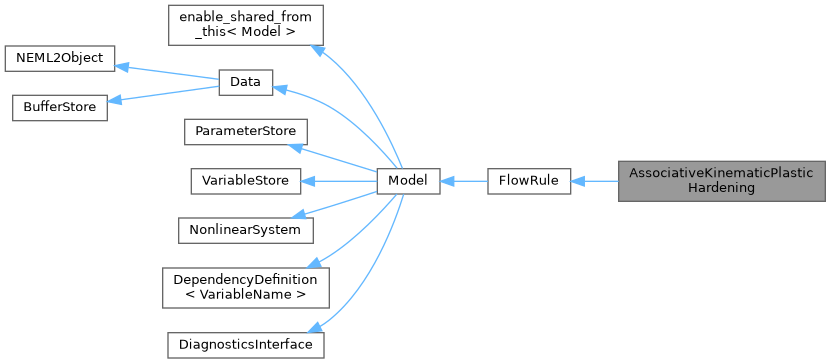 enable_shared_from
_this< Model >
NEML2Object
Data
BufferStore
ParameterStore
AssociativeKinematicPlastic
Hardening
VariableStore
Model
FlowRule
NonlinearSystem
DependencyDefinition
< VariableName >
DiagnosticsInterface